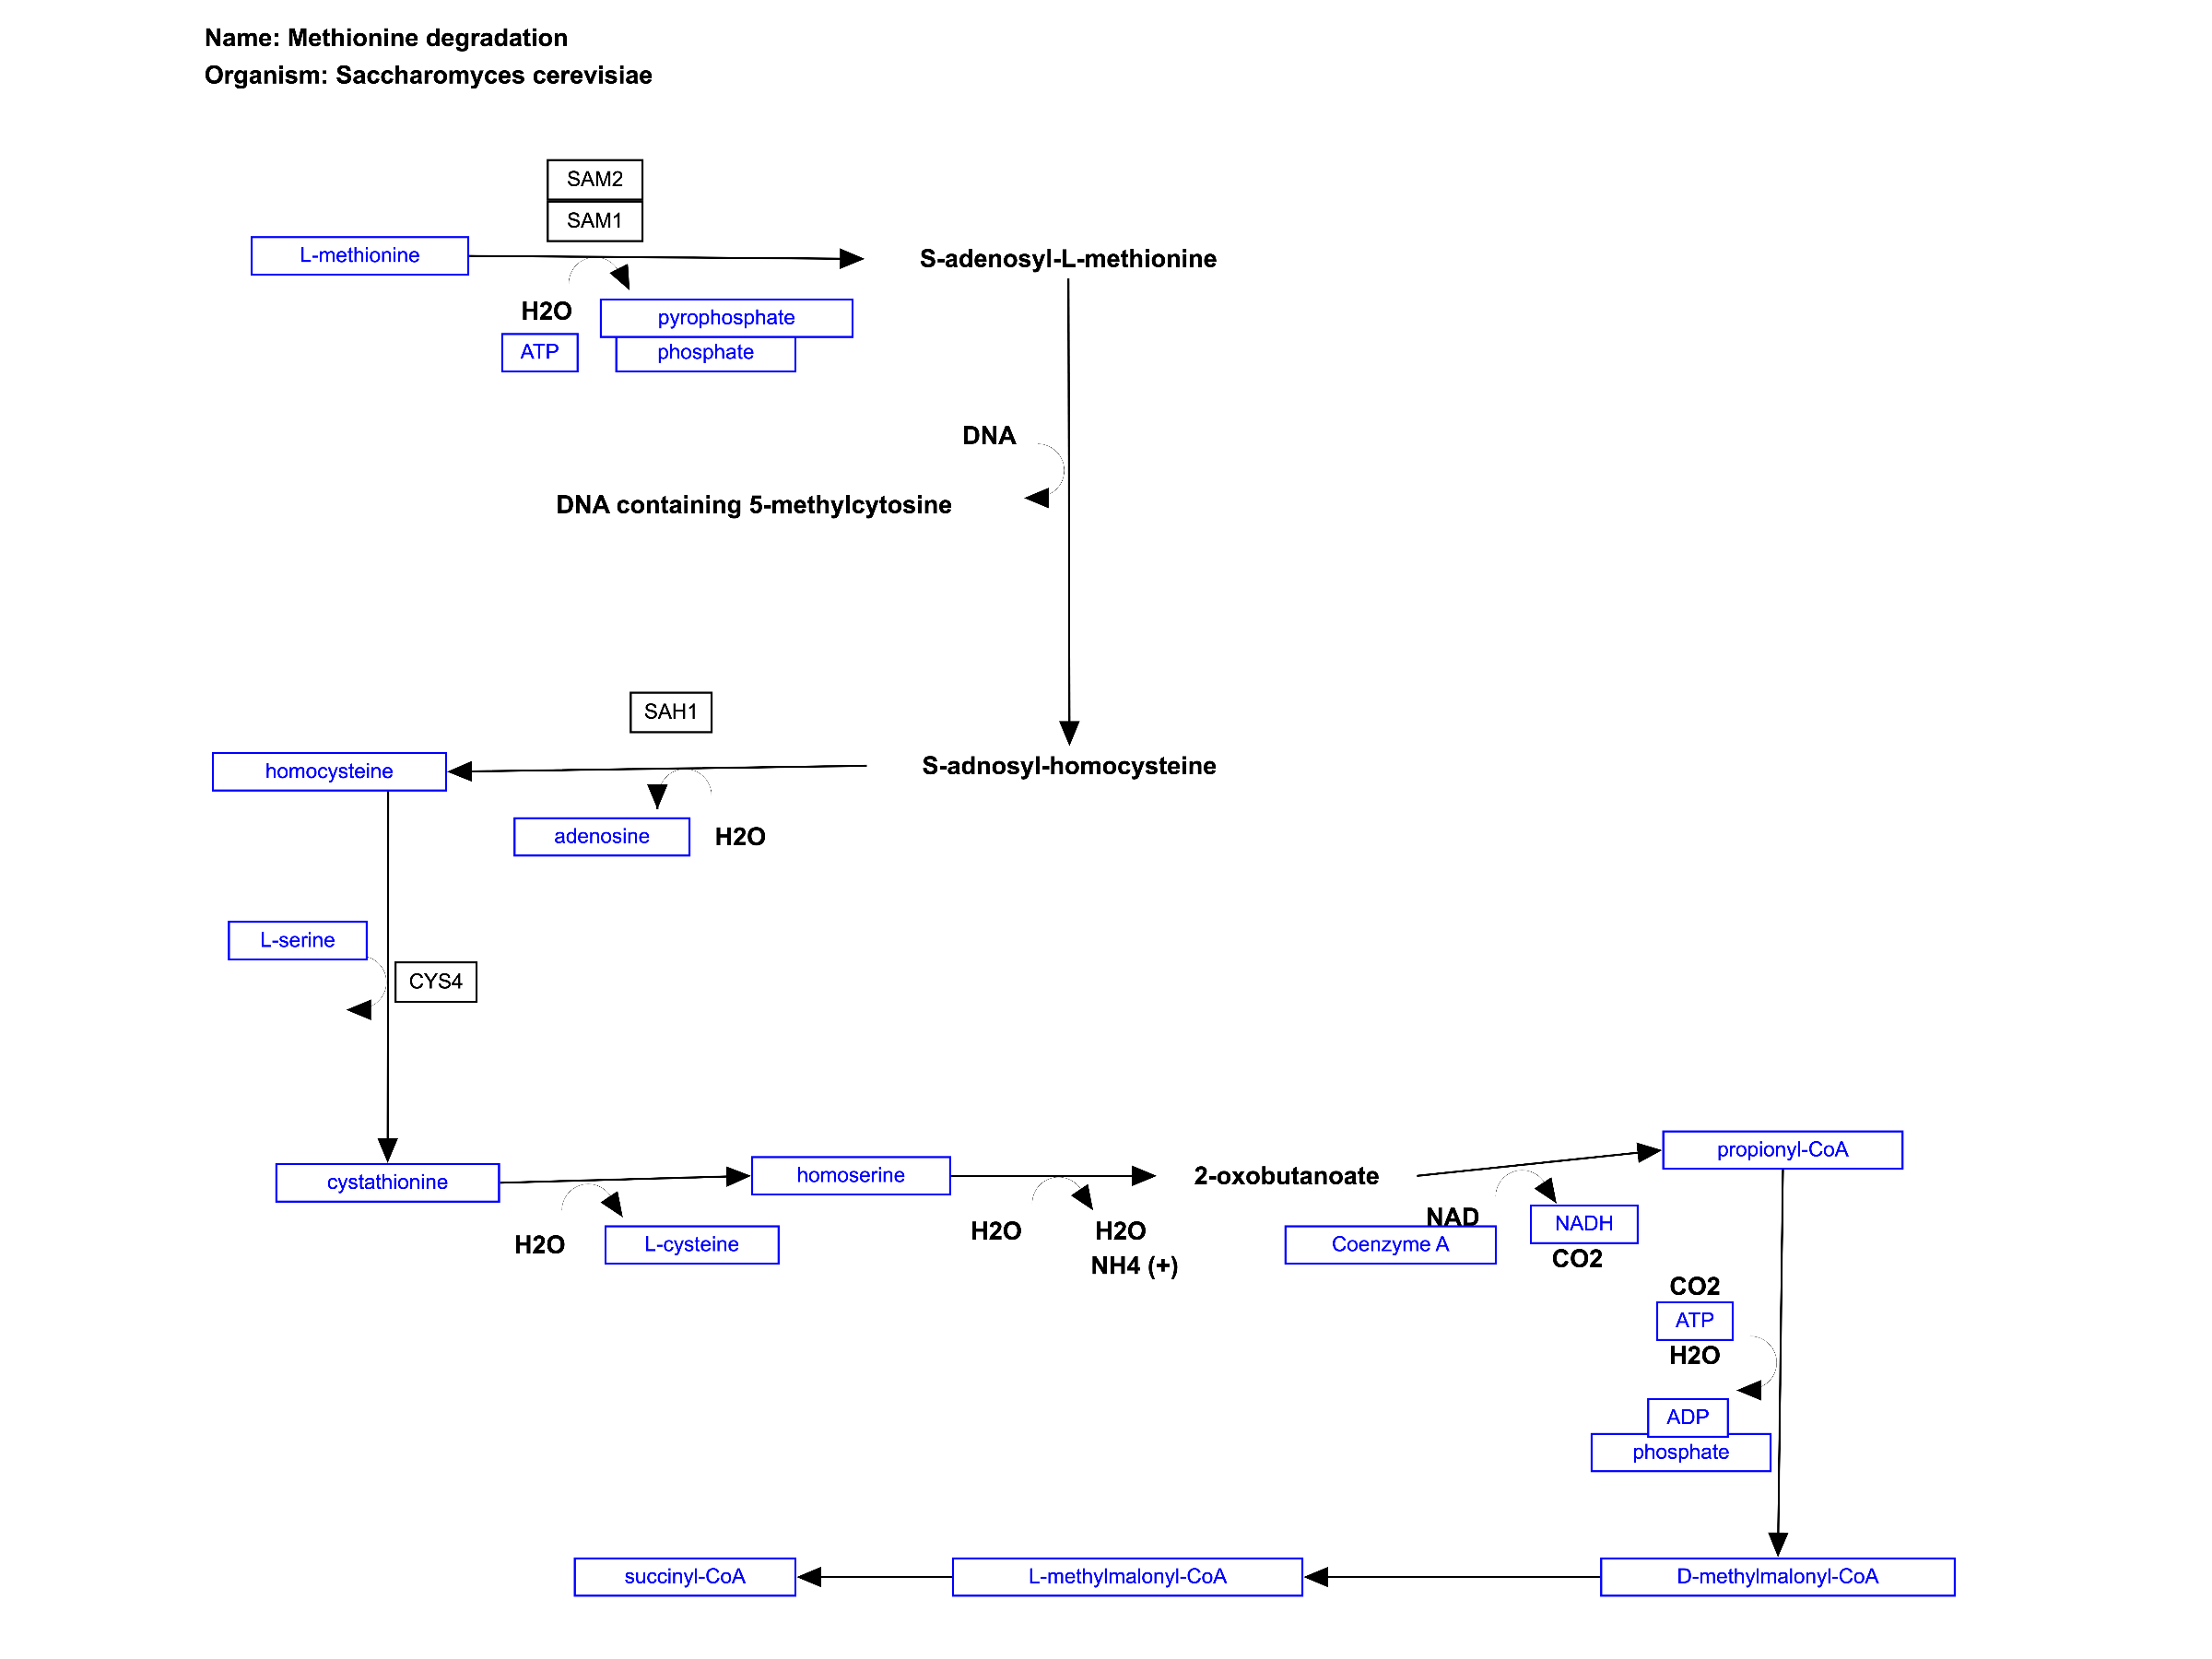 Name: Methionine degradation
Organism: Saccharomyces cerevisiae
SAM2
SAM1
L-methionine
S-adenosyl-L-methionine
H2O
pyrophosphate
ATP
phosphate
DNA
DNA containing 5-methylcytosine
SAH1
homocysteine
S-adnosyl-homocysteine
adenosine
H2O
L-serine
CYS4
cystathionine
homoserine
2-oxobutanoate
propionyl-CoA
H2O
L-cysteine
H2O
H2O
NH4 (+)
NAD
Coenzyme A
NADH
CO2
CO2
ATP
H2O
ADP
phosphate
succinyl-CoA
L-methylmalonyl-CoA
D-methylmalonyl-CoA